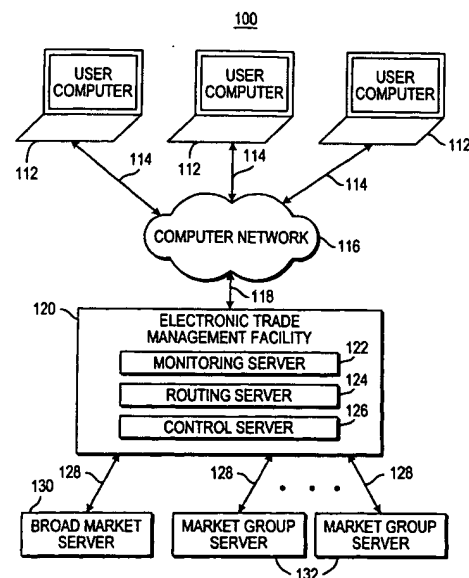 100
USER
COMPUTER
USER
COMPUTER
USER
COMPUTER
112
114
112
114
114
112
COMPUTER NETWORK
116
118
120
ELECTRONIC TRADE
MANAGEMENT FACILITY
MONITORING SERVER
122
ROUTING SERVER
124
CONTROL SERVER
126
128
128
128
130
BROAD MARKET
SERVER
MARKET GROUP
SERVER
MARKET GROUP
SERVER
132